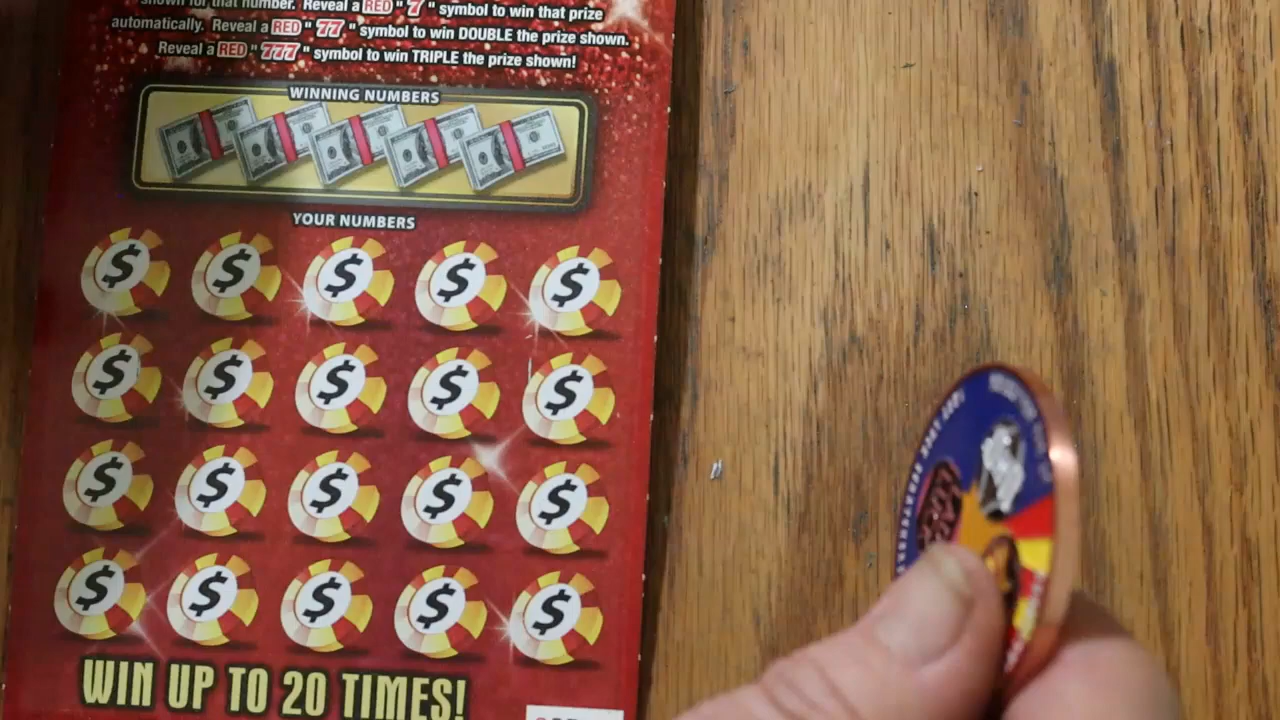 shown for that number. Reveal a RED "7" symbol to win that prize
automatically. Reveal a RED "77" symbol to win DOUBLE the prize shown.
Reveal a RED "777" symbol to win TRIPLE the prize shown!
WINNING NUMBERS
YOUR NUMBERS
$ $ $ $ $
$ $ $ $ $
$ $ $ $ $
$ $ $ $ $
WIN UP TO 20 TIMES!